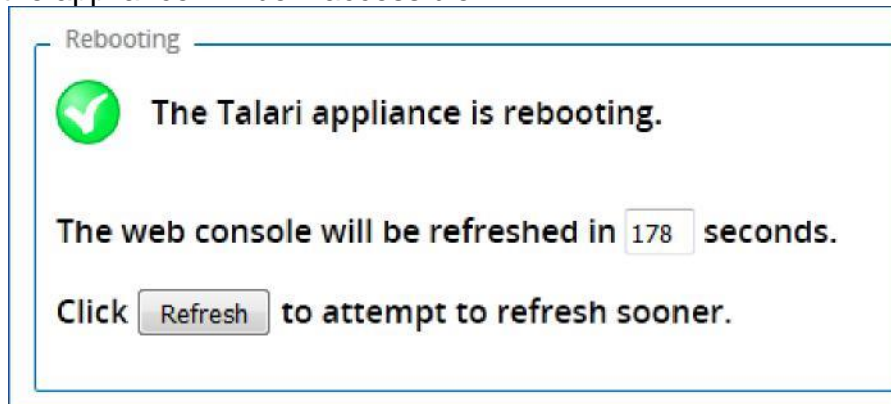 Rebooting
The Talari appliance is rebooting.
The web console will be refreshed in 178 seconds.
Click Refresh to attempt to refresh sooner.